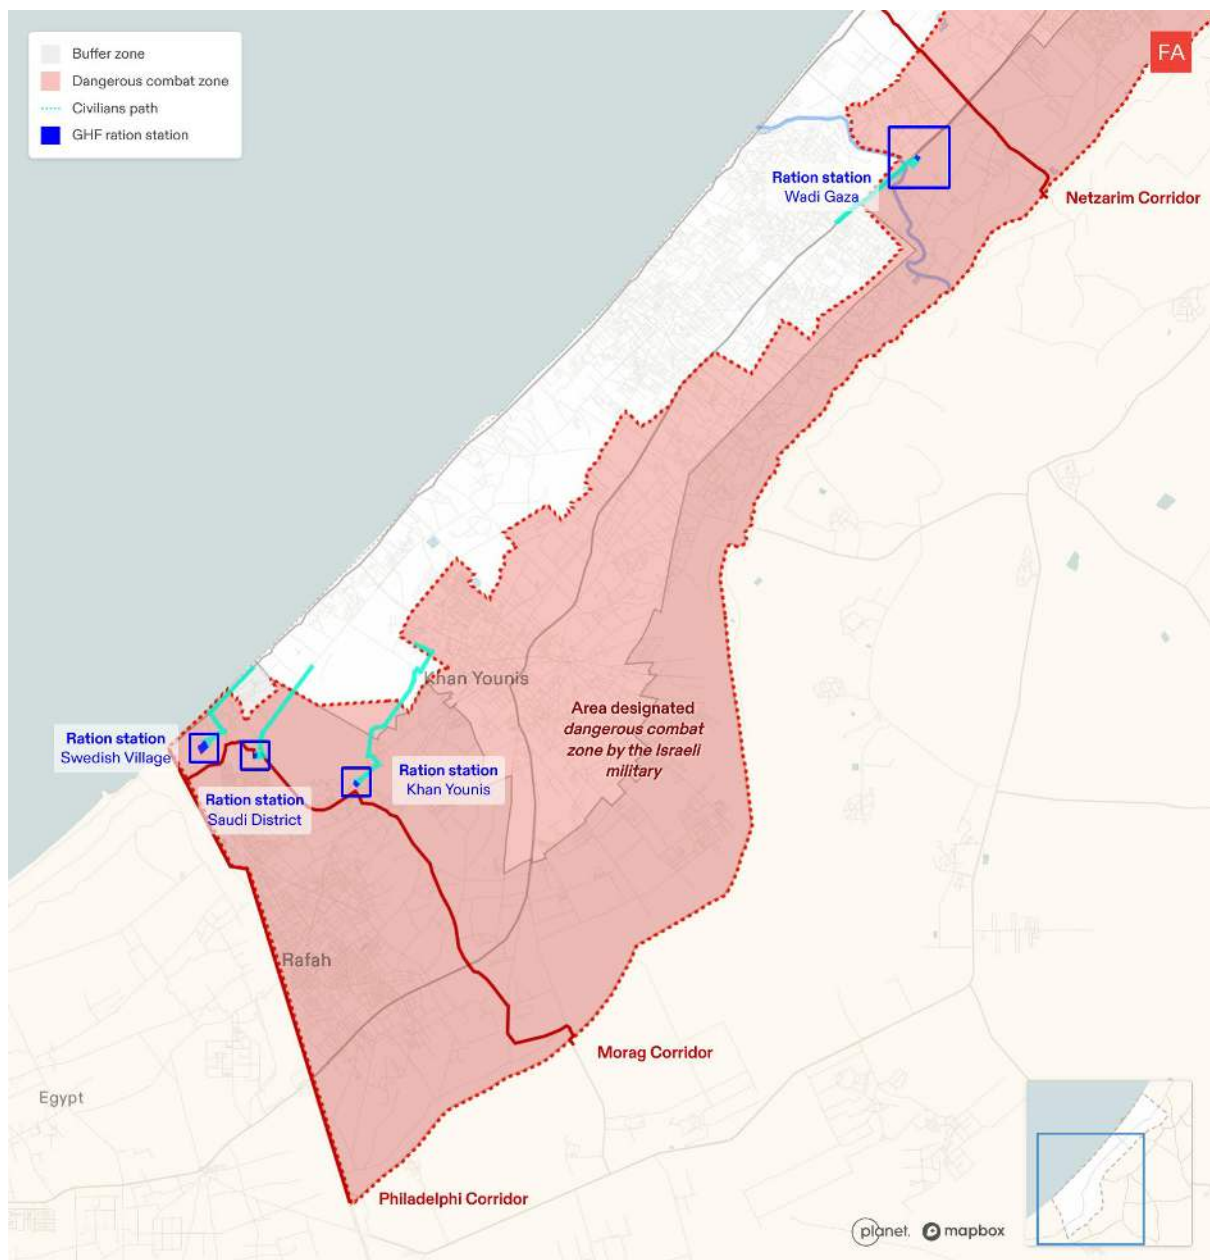 Buffer zone
Dangerous combat zone
Civilians path
GHF ration station
FA
Ration station
Wadi Gaza
Netzarim Corridor
Khan Younis
Area designated
dangerous combat
zone by the Israeli
military
Ration station
Swedish Village
Ration station
Saudi District
Ration station
Khan Younis
Rafah
Morag Corridor
Egypt
Philadelphi Corridor
planet.
mapbox